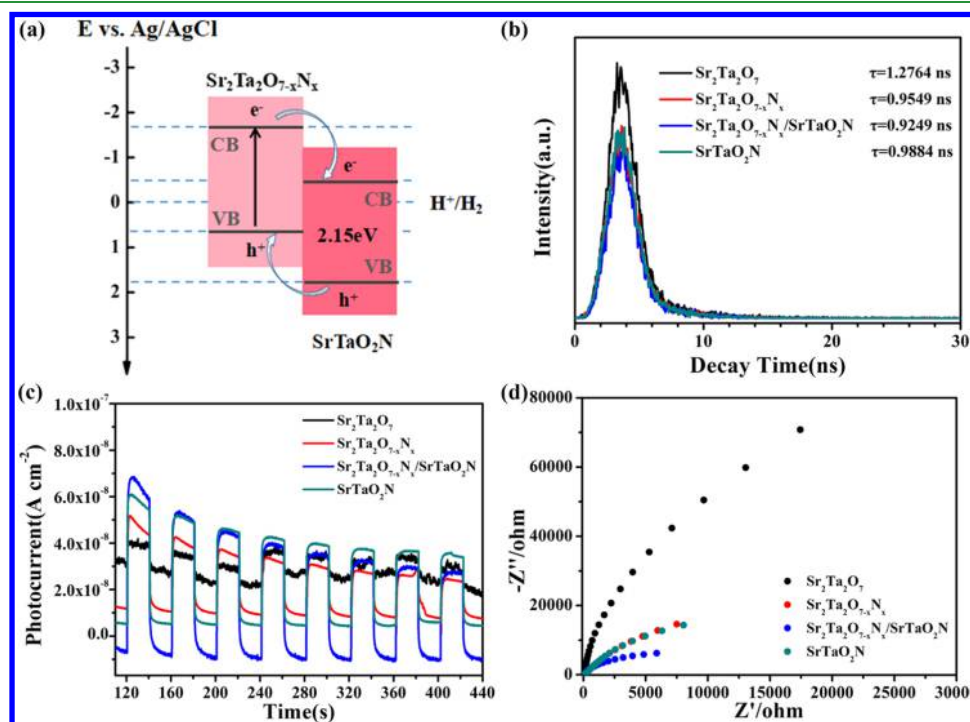 (a)
E vs. Ag/AgCl
-3
-2
-1
0
1
2
3
Sr₂Ta₂O₇₋ₓNₓ
e⁻
CB
VB
h⁺
e⁻
CB
2.15eV
VB
h⁺
H⁺/H₂
SrTaO₂N
(b)
Intensity(a.u.)
Sr₂Ta₂O₇ τ=1.2764 ns
Sr₂Ta₂O₇₋ₓNₓ τ=0.9549 ns
Sr₂Ta₂O₇₋ₓNₓ/SrTaO₂N τ=0.9249 ns
SrTaO₂N τ=0.9884 ns
0 10 20 30
Decay Time(ns)
(c)
Photocurrent(A cm⁻²)
1.0x10⁻⁷
8.0x10⁻⁸
6.0x10⁻⁸
4.0x10⁻⁸
2.0x10⁻⁸
0.0
Sr₂Ta₂O₇
Sr₂Ta₂O₇₋ₓNₓ
Sr₂Ta₂O₇₋ₓNₓ/SrTaO₂N
SrTaO₂N
120 160 200 240 280 320 360 400 440
Time(s)
(d)
-Z''/ohm
80000
60000
40000
20000
0
Sr₂Ta₂O₇
Sr₂Ta₂O₇₋ₓNₓ
Sr₂Ta₂O₇₋ₓNₓ/SrTaO₂N
SrTaO₂N
0 5000 10000 15000 20000 25000 30000
Z'/ohm